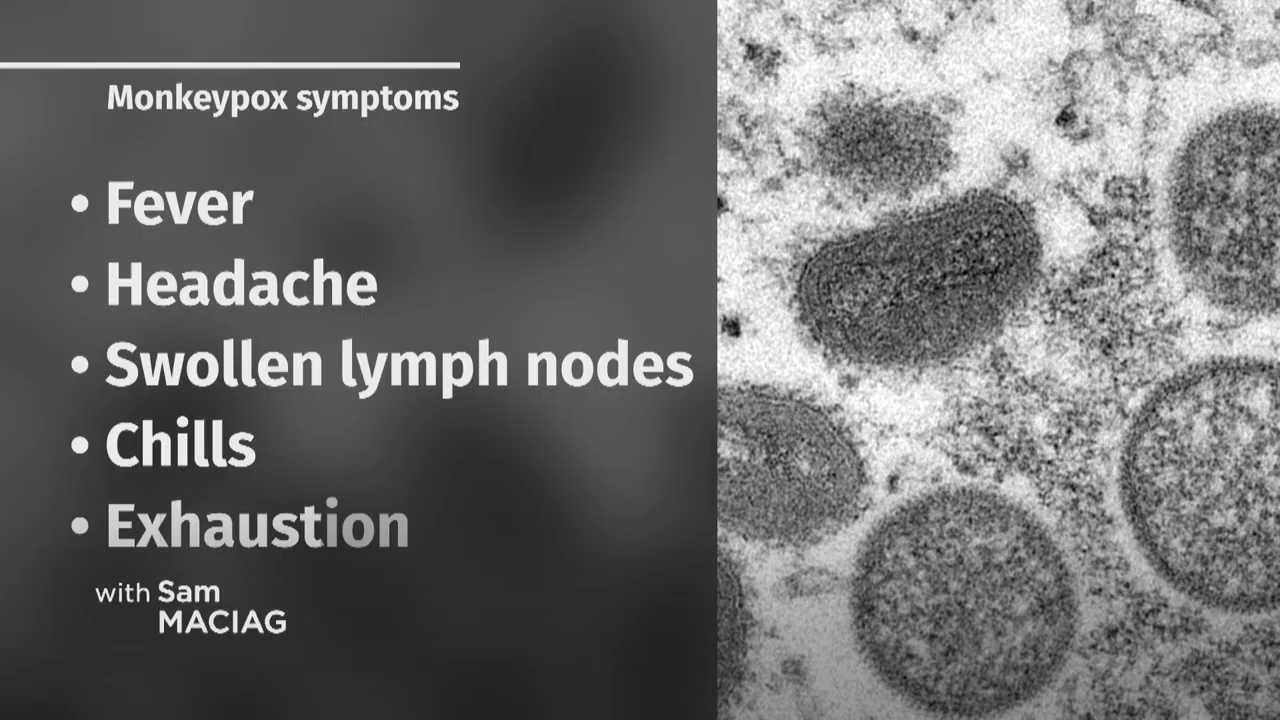 Monkeypox symptoms
• Fever
• Headache
• Swollen lymph nodes
• Chills
• Exhaustion
with Sam
MACIAG